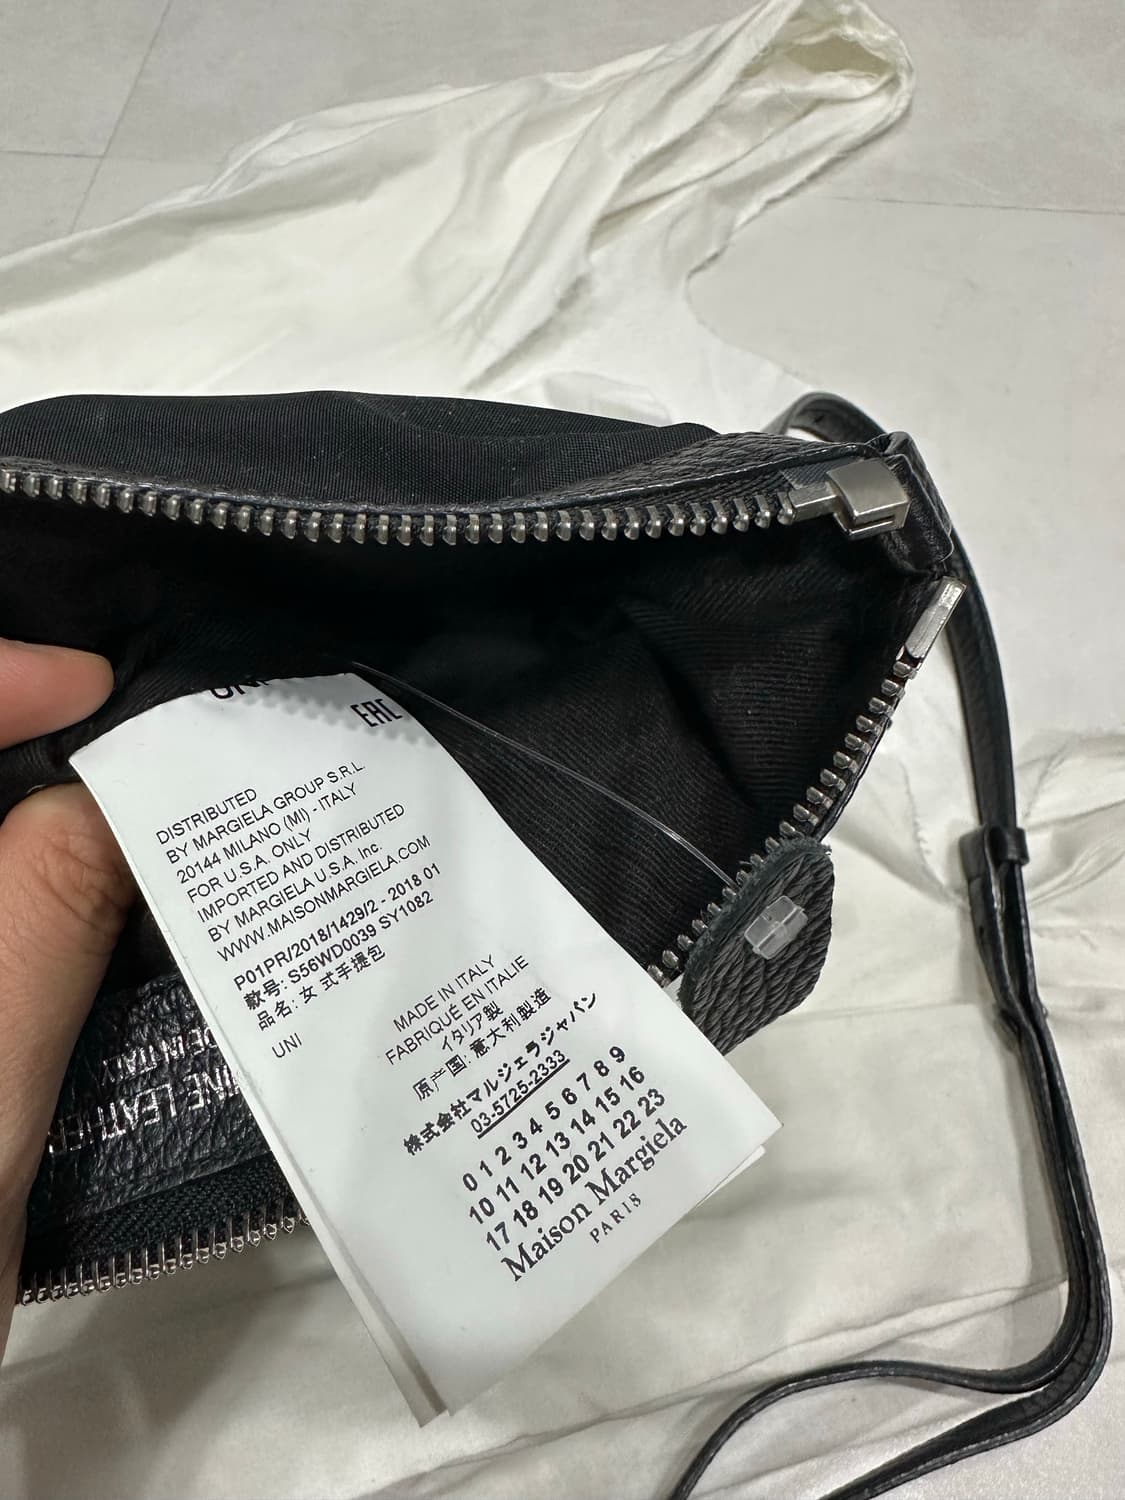 EAC
DISTRIBUTED
BY MARGIELA GROUP S.R.L.
20144 MILANO (MI) - ITALY
FOR U.S.A. ONLY
IMPORTED AND DISTRIBUTED
BY MARGIELA U.S.A. Inc.
WWW.MAISONMARGIELA.COM
P01PR/2018/1429/2 - 2018 01
款号: S56WD0039 SY1082
品名: 女 式手提包
UNI
MADE IN ITALY
FABRIQUÉ EN ITALIE
イタリア製
原产国: 意大利製造
株式会社マルジェラジャパン
03-5725-2333
0 1 2 3 4 5 6 7 8 9
10 11 12 13 14 15 16
17 18 19 20 21 22 23
Maison Margiela
PARIS
LEATHER